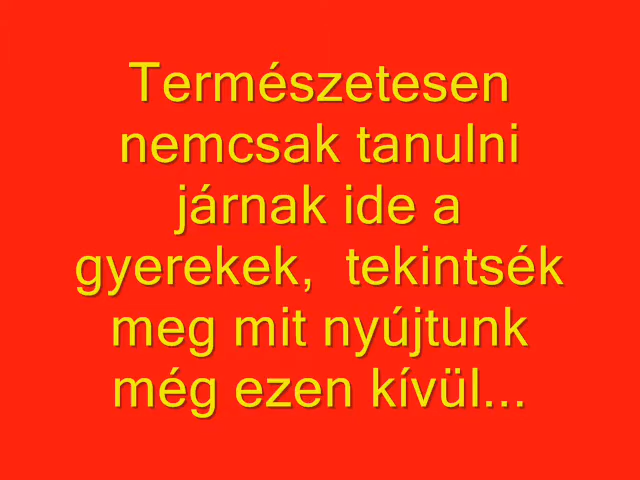 Természetesen
nemcsak tanulni
járnak ide a
gyerekek,  tekintsék
meg mit nyújtunk
még ezen kívül...